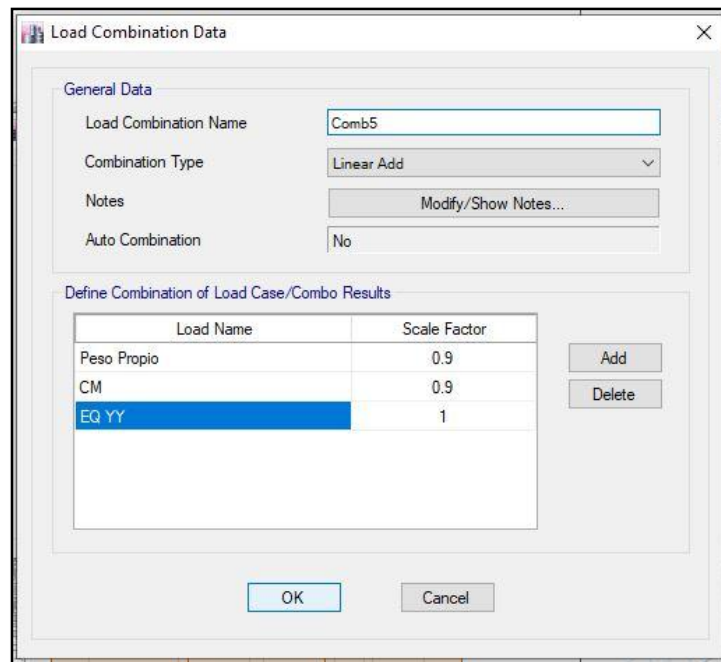 Load Combination Data
General Data
Load Combination Name Comb5
Combination Type Linear Add
Notes Modify/Show Notes...
Auto Combination No
Define Combination of Load Case/Combo Results
Load Name Scale Factor
Peso Propio 0.9 Add
CM 0.9 Delete
EQ YY 1
OK Cancel